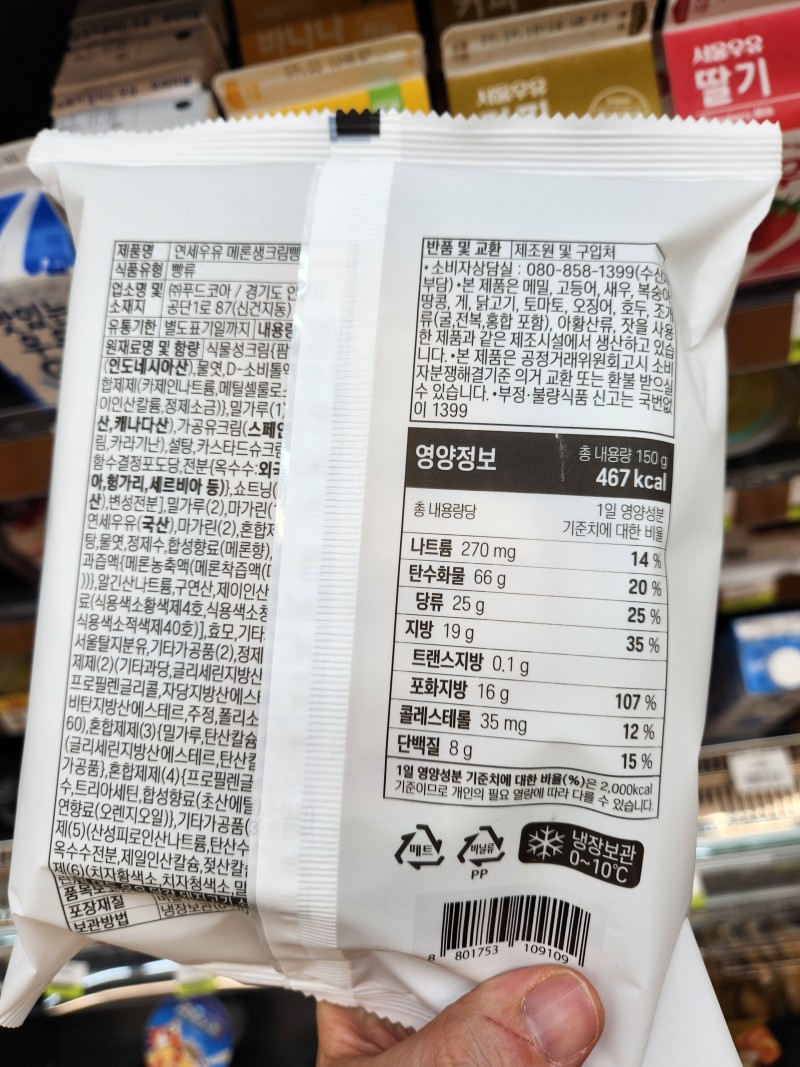 바나나
커피
서울우유
서울우유
딸기
제품명 연세우유 메론생크림빵
식품유형 빵류
업소명 및 ㈜푸드코아 / 경기도 안
소재지 공단1로 87(신건지동)
유통기한 별도표기일까지 내용량
원재료명 및 함량 식물성크림{팜
(인도네시아산),물엿,D-소비톨액
합제제(카제인나트륨,메틸셀룰로스
이인산칼륨,정제소금)},밀가루(1)
산,캐나다산),가공유크림(스페인
림,카라기난),설탕,카스타드슈크림
함수결정포도당,전분{옥수수:외국
아,헝가리,세르비아 등)},쇼트닝(
산),변성전분],밀가루(2),마가린(
연세우유(국산),마가린(2),혼합제
탕,물엿,정제수,합성향료(메론향),
과즙액{메론농축액(메론착즙액(
))},알긴산나트륨,구연산,제이인산
료(식용색소황색제4호,식용색소청
식용색소적색제40호)],효모,기타
서울탈지분유,기타가공품(2),정제
제제(2)(기타과당,글리세린지방산
프로필렌글리콜,자당지방산에스테
비탄지방산에스테르,주정,폴리소
60),혼합제제(3){밀가루,탄산칼슘
(글리세린지방산에스테르,탄산칼
가공품},혼합제제(4){프로필렌글
수,트리아세틴,합성향료(초산에틸
연향료(오렌지오일)},기타가공품(3
제(5)(산성피로인산나트륨,탄산수
옥수수전분,제일인산칼슘,젖산칼
제(6)(치자황색소,치자청색소,밀
포장재질
보관방법 냉장보관
반품 및 교환 제조원 및 구입처
•소비자상담실 : 080-858-1399(수신자
부담) •본 제품은 메밀, 고등어, 새우, 복숭아
땅콩, 게, 닭고기, 토마토, 오징어, 호두, 조개
류(굴,전복,홍합 포함), 아황산류, 잣을 사용
한 제품과 같은 제조시설에서 생산하고 있습
니다. •본 제품은 공정거래위원회고시 소비
자분쟁해결기준 의거 교환 또는 환불 받으실
수 있습니다. •부정·불량식품 신고는 국번없
이 1399
영양정보 총 내용량 150 g
467 kcal
총 내용량당 1일 영양성분
기준치에 대한 비율
나트륨 270 mg 14 %
탄수화물 66 g 20 %
당류 25 g 25 %
지방 19 g 35 %
트랜스지방 0.1 g
포화지방 16 g 107 %
콜레스테롤 35 mg 12 %
단백질 8 g 15 %
1일 영양성분 기준치에 대한 비율(%)은 2,000kcal
기준이므로 개인의 필요 열량에 따라 다를 수 있습니다.
페트 비닐류 냉장보관
PP 0~10℃
8 801753 109109